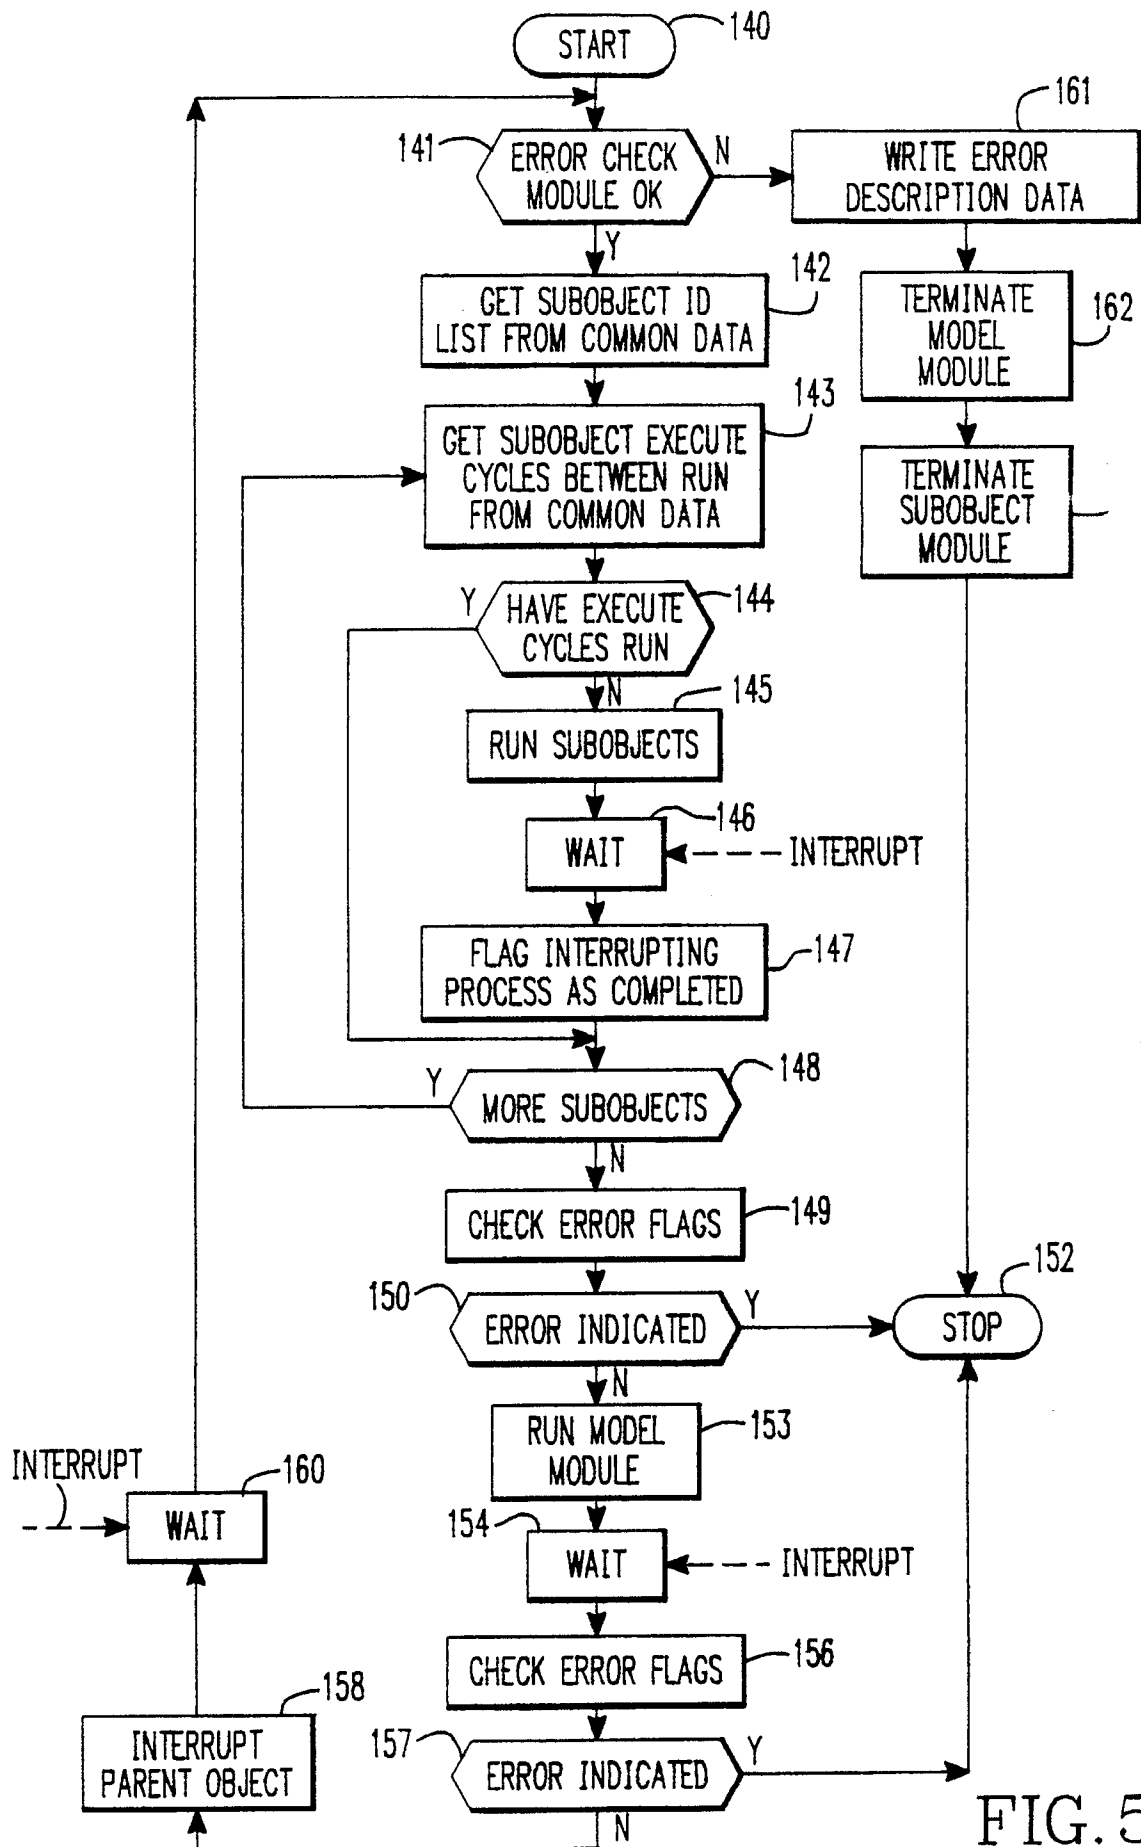 START
140
141
ERROR CHECK
MODULE OK
N
Y
161
WRITE ERROR
DESCRIPTION DATA
142
GET SUBOBJECT ID
LIST FROM COMMON DATA
TERMINATE
MODEL
MODULE
162
143
GET SUBOBJECT EXECUTE
CYCLES BETWEEN RUN
FROM COMMON DATA
TERMINATE
SUBOBJECT
MODULE
Y
HAVE EXECUTE
CYCLES RUN
144
N
145
RUN SUBOBJECTS
146
WAIT
INTERRUPT
FLAG INTERRUPTING
PROCESS AS COMPLETED
147
Y
MORE SUBOBJECTS
148
N
CHECK ERROR FLAGS
149
150
ERROR INDICATED
Y
152
STOP
N
RUN MODEL
MODULE
153
INTERRUPT
160
WAIT
154
WAIT
INTERRUPT
CHECK ERROR FLAGS
156
158
INTERRUPT
PARENT OBJECT
157
ERROR INDICATED
Y
N
FIG. 5